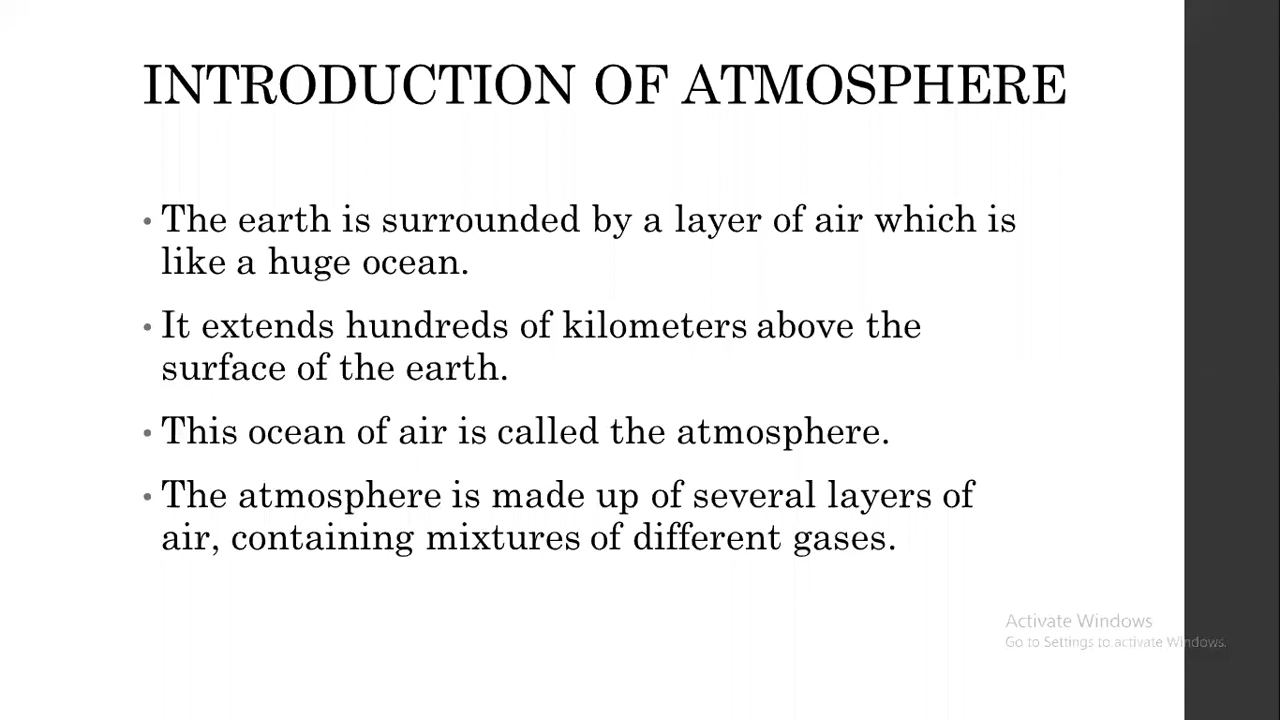 INTRODUCTION OF ATMOSPHERE
• The earth is surrounded by a layer of air which is
like a huge ocean.
• It extends hundreds of kilometers above the
surface of the earth.
• This ocean of air is called the atmosphere.
• The atmosphere is made up of several layers of
air, containing mixtures of different gases.
Activate Windows
Go to Settings to activate Windows.